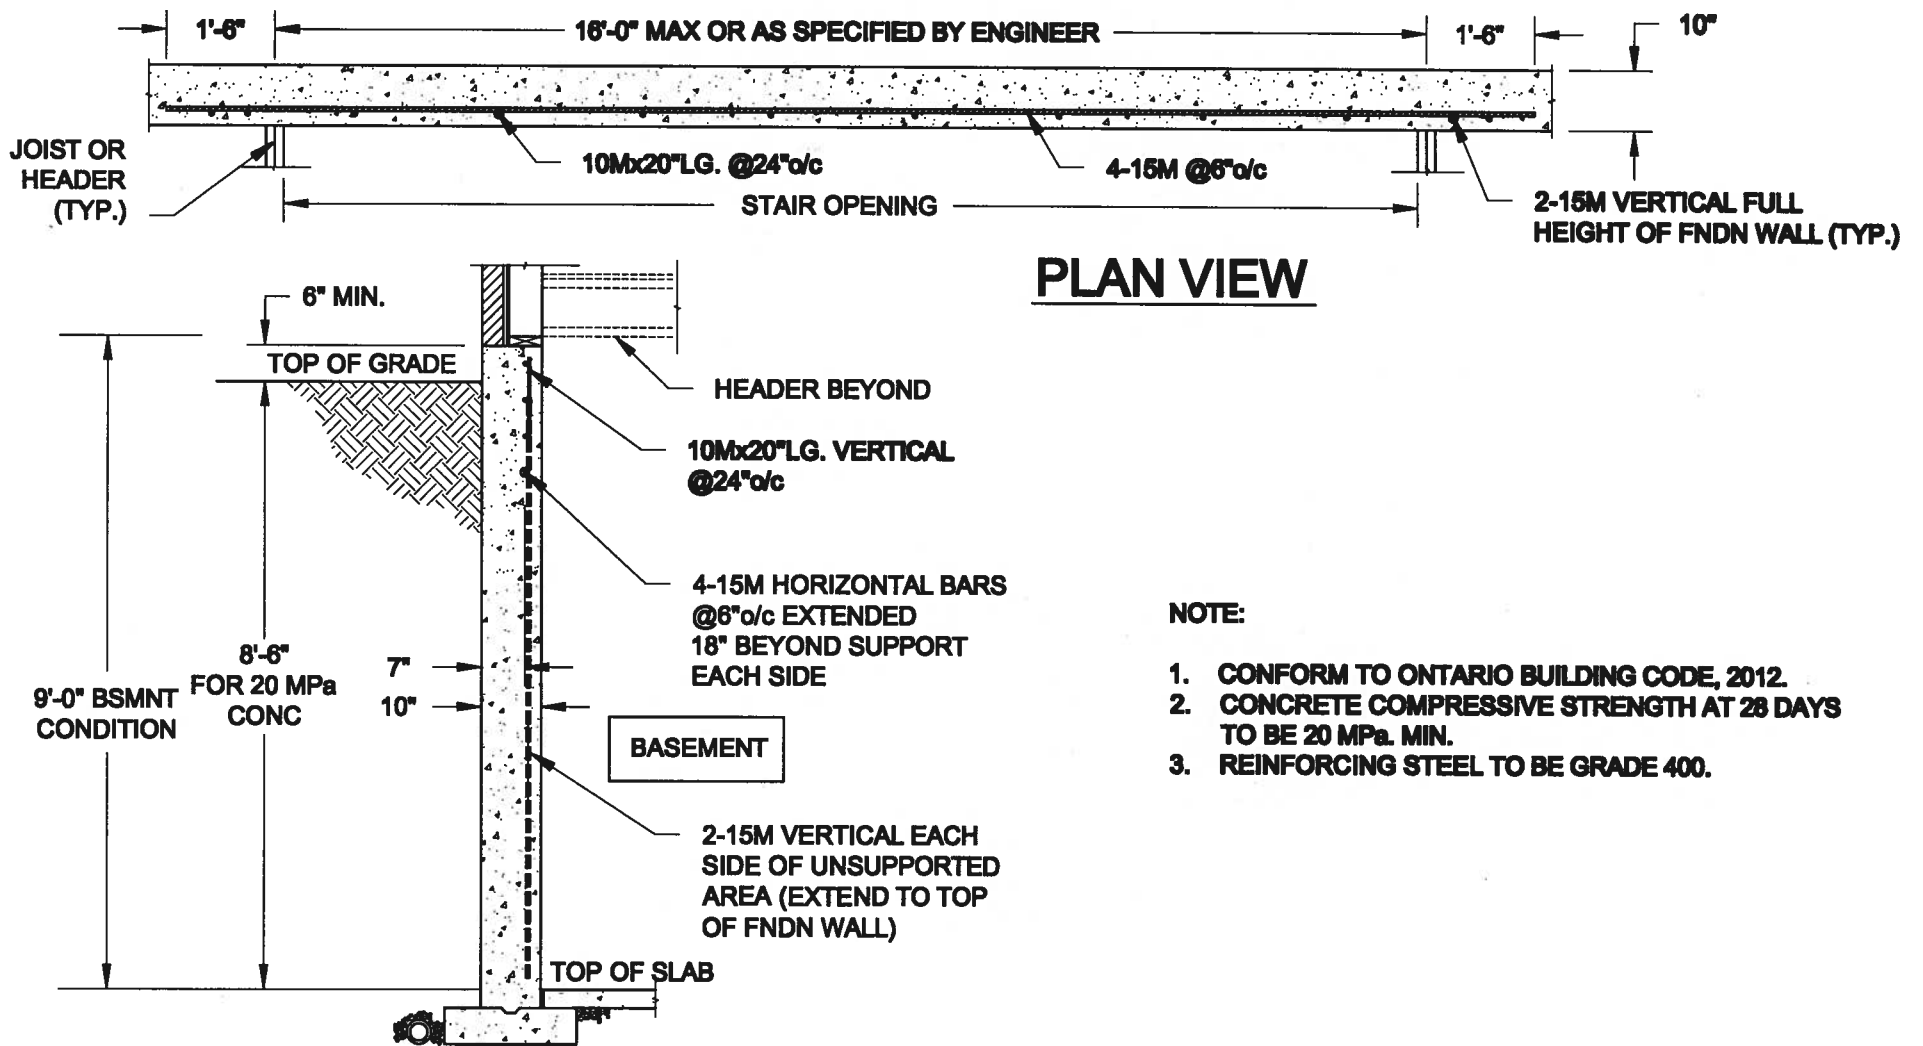 1'-6"
16'-0" MAX OR AS SPECIFIED BY ENGINEER
1'-6"
10"
JOIST OR
HEADER
(TYP.)
10Mx20"LG. @24"o/c
4-15M @6"o/c
STAIR OPENING
2-15M VERTICAL FULL
HEIGHT OF FNDN WALL (TYP.)
PLAN VIEW
6" MIN.
TOP OF GRADE
HEADER BEYOND
10Mx20"LG. VERTICAL
@24"o/c
4-15M HORIZONTAL BARS
@6"o/c EXTENDED
18" BEYOND SUPPORT
EACH SIDE
7"
10"
8'-6"
FOR 20 MPa
CONC
9'-0" BSMNT
CONDITION
BASEMENT
2-15M VERTICAL EACH
SIDE OF UNSUPPORTED
AREA (EXTEND TO TOP
OF FNDN WALL)
TOP OF SLAB
NOTE:
1. CONFORM TO ONTARIO BUILDING CODE, 2012.
2. CONCRETE COMPRESSIVE STRENGTH AT 28 DAYS
TO BE 20 MPa. MIN.
3. REINFORCING STEEL TO BE GRADE 400.